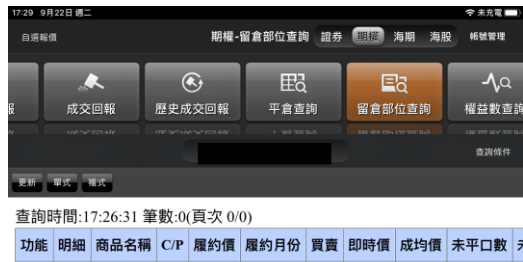 17:29 9月22日 週二 未充電
自選報價 期權-留倉部位查詢 證券 期權 海期 海股 帳號管理
成交回報 歷史成交回報 平倉查詢 留倉部位查詢 權益數查詢
查詢條件
更新 單式 複式
查詢時間:17:26:31 筆數:0(頁次 0/0)
功能 明細 商品名稱 C/P 履約價 履約月份 買賣 即時價 成均價 未平口數